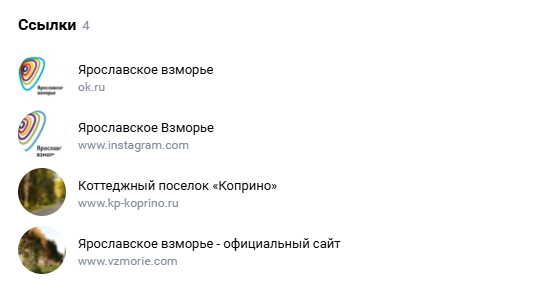 Ссылки 4
Ярославское взморье
ok.ru
Ярославское Взморье
www.instagram.com
Коттеджный поселок «Коприно»
www.kp-koprino.ru
Ярославское взморье - официальный сайт
www.vzmorie.com